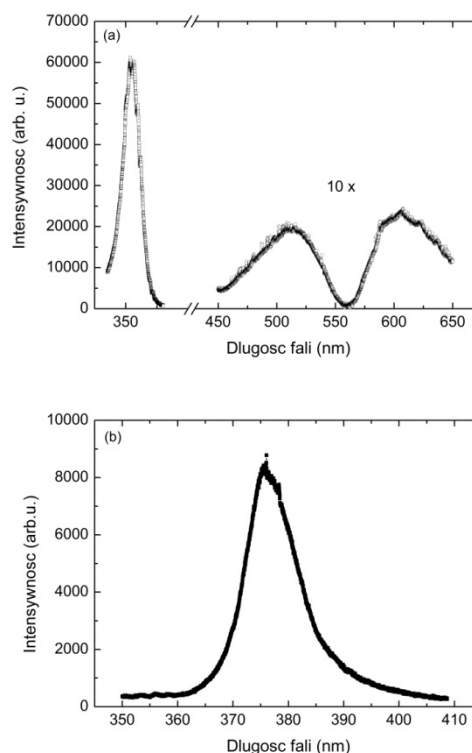 (a)
70000
60000
50000
40000
30000
20000
10000
0
Intensywnosc (arb. u.)
10 x
350 450 500 550 600 650
Dlugosc fali (nm)
(b)
10000
8000
6000
4000
2000
0
Intensywnosc (arb.u.)
350 360 370 380 390 400 410
Dlugosc fali (nm)